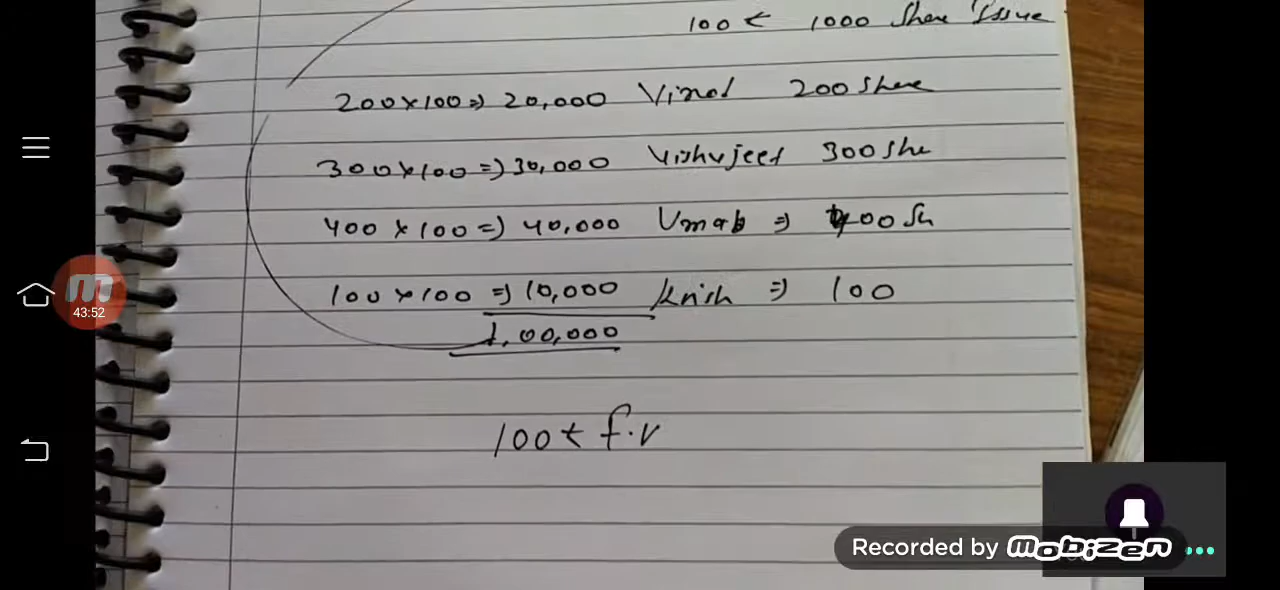 100 < 1000 Share Issue
200×100 ⇒ 20,000 Vinod 200 Share
300×100 ⇒ 30,000 Vishvjeet 300 Sha
400 × 100 ⇒ 40,000 ⇒ 400 Sh
100 × 100 ⇒ 10,000 Krish ⇒ 100
1,00,000
100 < f.v
43:52
Recorded by mobizen